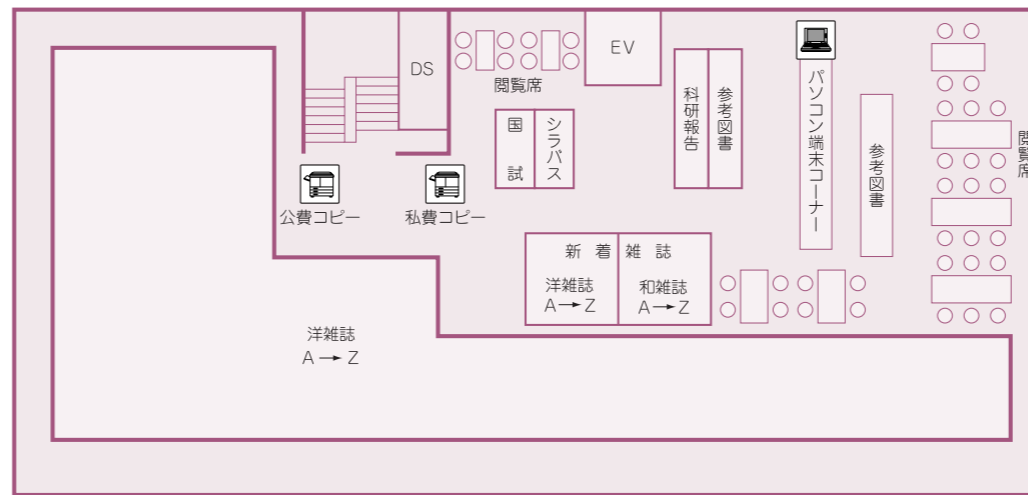 DS
閲覧席
EV
国試
シラバス
科研報告
参考図書
パソコン端末コーナー
参考図書
閲覧席
公費コピー
私費コピー
新着雑誌
洋雑誌
A→Z
和雑誌
A→Z
洋雑誌
A→Z